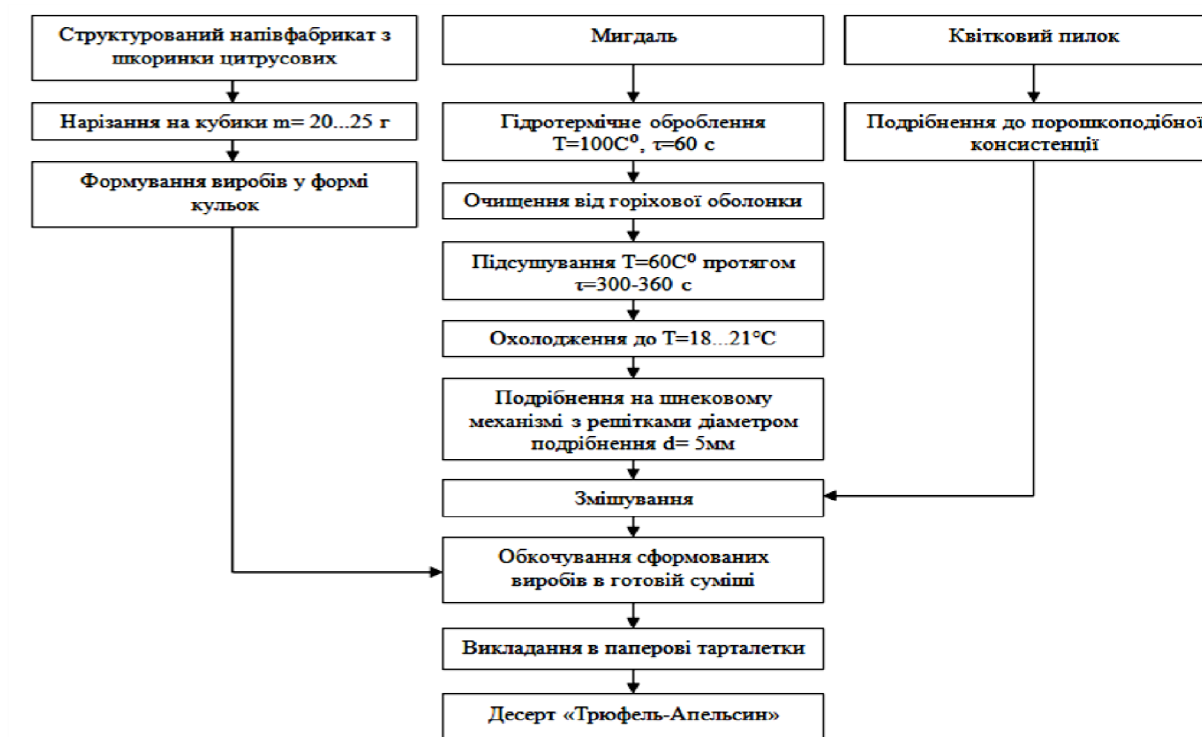 Структурований напівфабрикат з
шкоринки цитрусових
Нарізання на кубики m= 20...25 г
Формування виробів у формі
кульок
Мигдаль
Гідротермічне оброблення
T=100C⁰, τ=60 с
Очищення від горіхової оболонки
Підсушування T=60C⁰ протягом
τ=300-360 с
Охолодження до T=18...21°C
Подрібнення на шнековому
механізмі з решітками діаметром
подрібнення d= 5мм
Квітковий пилок
Подрібнення до порошкоподібної
консистенції
Змішування
Обкочування сформованих
виробів в готовій суміші
Викладання в паперові тарталетки
Десерт «Трюфель-Апельсин»